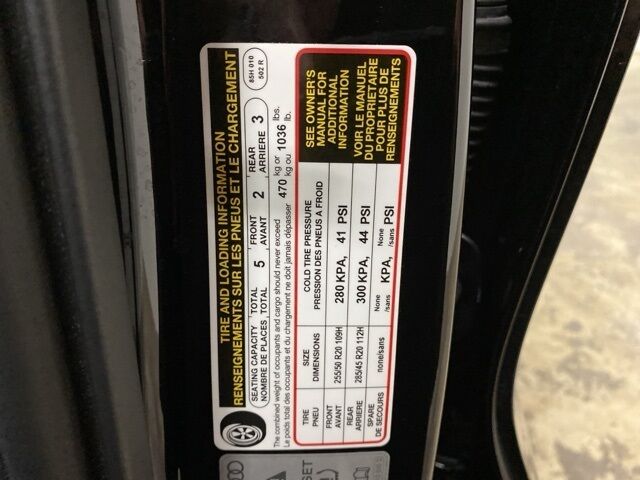 TIRE AND LOADING INFORMATION
RENSEIGNEMENTS SUR LES PNEUS ET LE CHARGEMENT
85H 010
502 R
SEATING CAPACITY TOTAL 5 FRONT 2 REAR 3
NOMBRE DE PLACES TOTAL AVANT ARRIERE
The combined weight of occupants and cargo should never exceed 470 kg or 1036 lbs.
Le poids total des occupants et du chargement ne doit jamais dépasser kg ou lb.
TIRE SIZE COLD TIRE PRESSURE
PNEU DIMENSIONS PRESSION DES PNEUS A FROID
FRONT 255/50 R20 109H 280 KPA, 41 PSI
AVANT
REAR 285/45 R20 112H 300 KPA, 44 PSI
ARRIERE
SPARE none/sans None /sans KPA, None /sans PSI
DE SECOURS
SEE OWNER'S
MANUAL FOR
ADDITIONAL
INFORMATION
VOIR LE MANUEL
DU PROPRIETAIRE
POUR PLUS DE
RENSEIGNEMENTS
SET